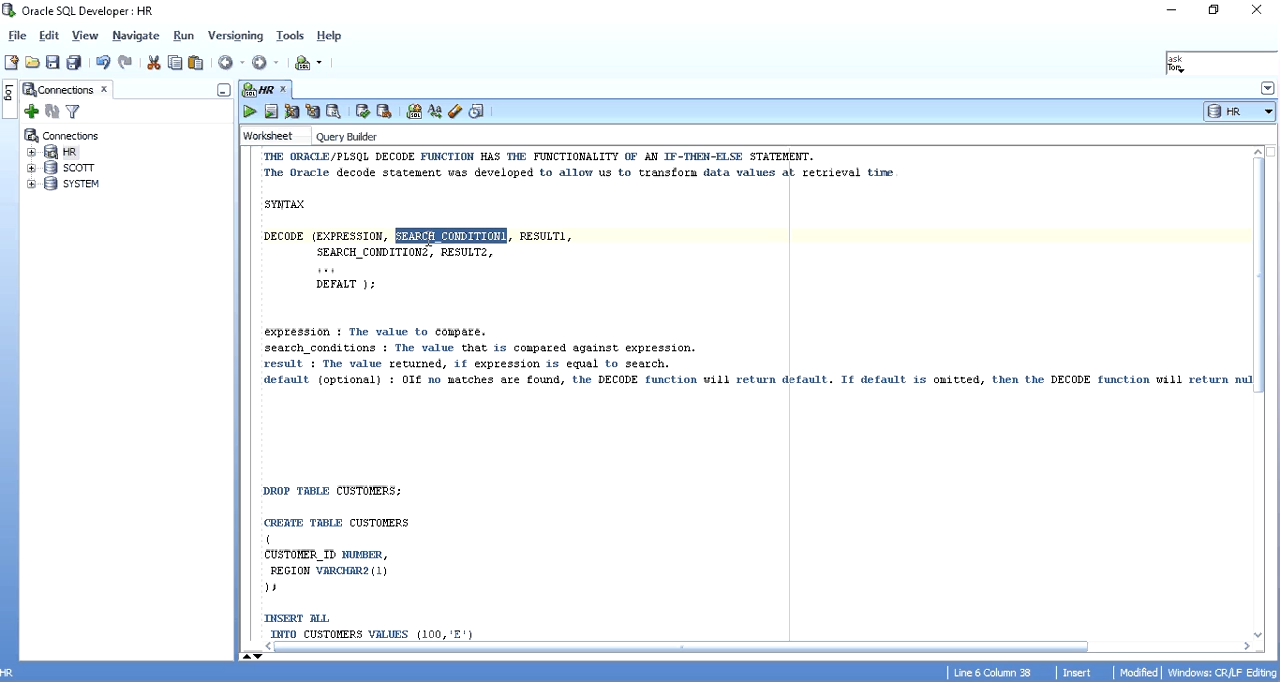 Oracle SQL Developer : HR
File Edit View Navigate Run Versioning Tools Help
ask
Tom
Log
Connections
HR
HR
Worksheet
Query Builder
Connections
HR
SCOTT
SYSTEM
THE ORACLE/PLSQL DECODE FUNCTION HAS THE FUNCTIONALITY OF AN IF-THEN-ELSE STATEMENT.
The Oracle decode statement was developed to allow us to transform data values at retrieval time.
SYNTAX
DECODE (EXPRESSION, SEARCH_CONDITION1, RESULT1,
SEARCH_CONDITION2, RESULT2,
...
DEFALT );
expression : The value to compare.
search_conditions : The value that is compared against expression.
result : The value returned, if expression is equal to search.
default (optional) : OIf no matches are found, the DECODE function will return default. If default is omitted, then the DECODE function will return nul
DROP TABLE CUSTOMERS;
CREATE TABLE CUSTOMERS
(
CUSTOMER_ID NUMBER,
REGION VARCHAR2(1)
);
INSERT ALL
INTO CUSTOMERS VALUES (100,'E')
HR
Line 6 Column 38
Insert
Modified
Windows: CR/LF Editing